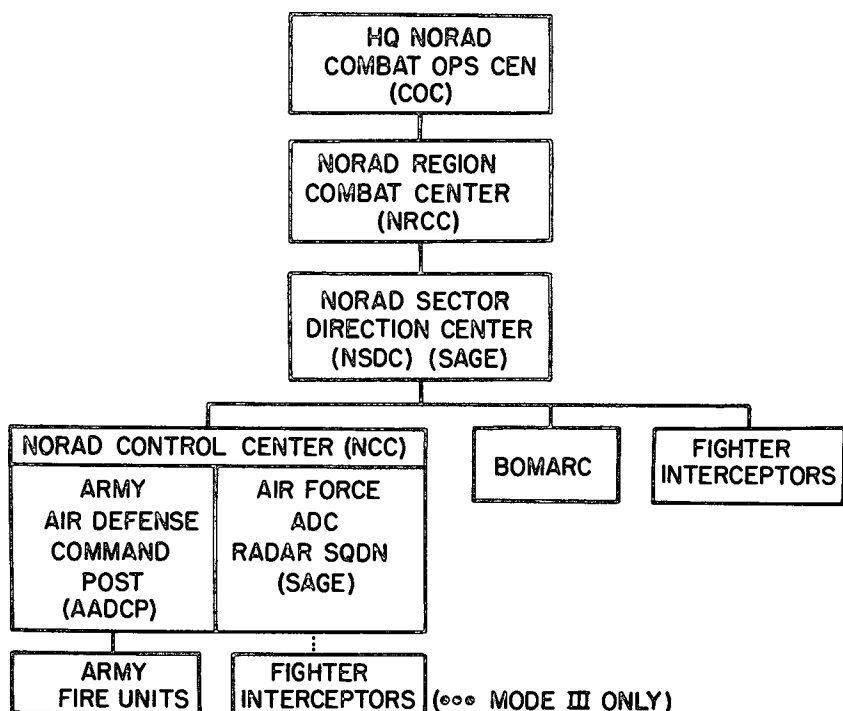 HQ NORAD
COMBAT OPS CEN
(COC)
NORAD REGION
COMBAT CENTER
(NRCC)
NORAD SECTOR
DIRECTION CENTER
(NSDC) (SAGE)
NORAD CONTROL CENTER (NCC)
ARMY
AIR DEFENSE
COMMAND
POST
(AADCP)
AIR FORCE
ADC
RADAR SQDN
(SAGE)
BOMARC
FIGHTER
INTERCEPTORS
ARMY
FIRE UNITS
FIGHTER
INTERCEPTORS
(∘∘∘ MODE III ONLY)